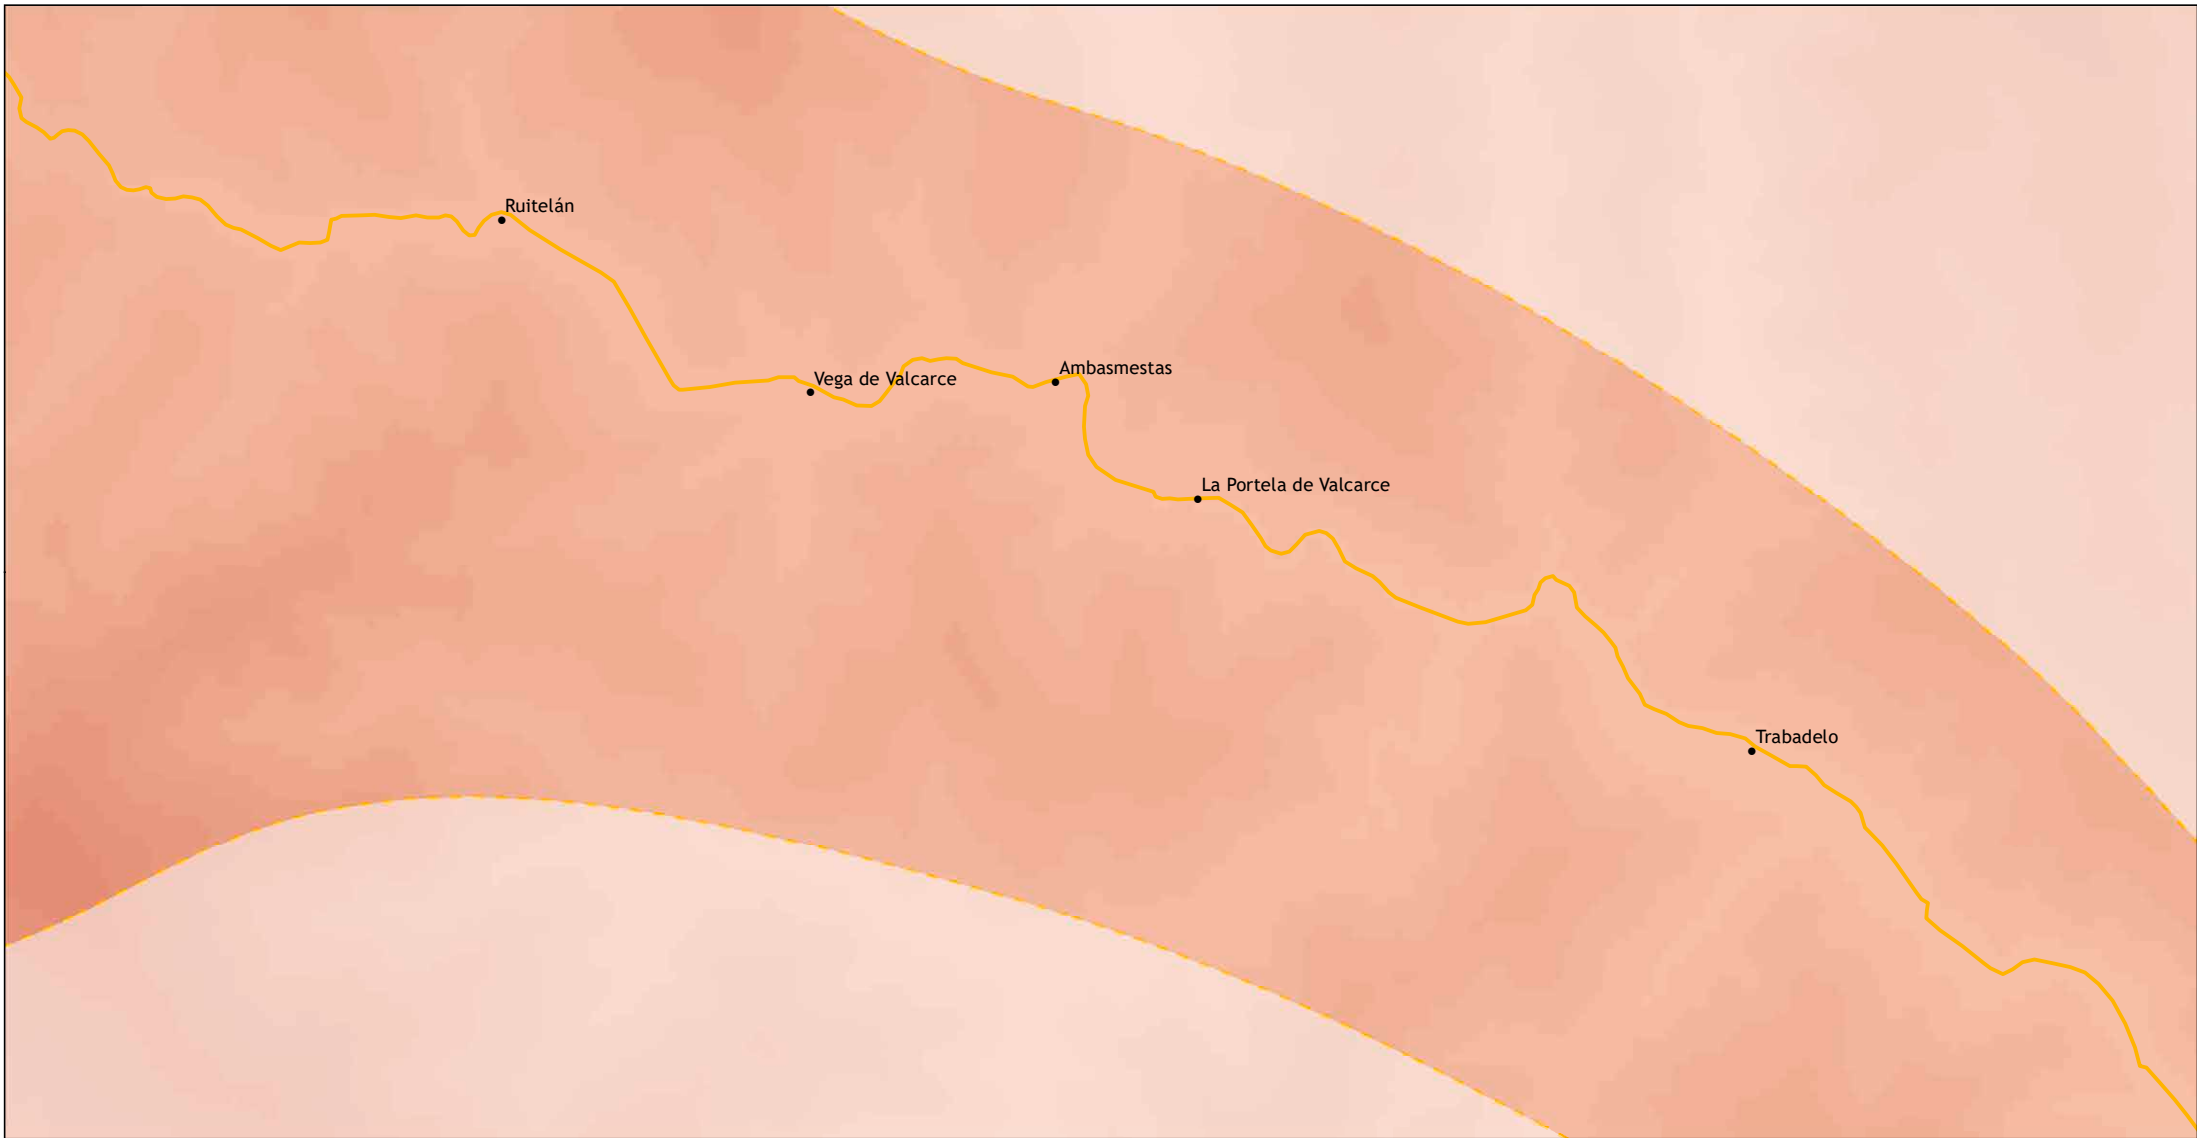 Ruitelán
Vega de Valcarce
Ambasmestas
La Portela de Valcarce
Trabadelo